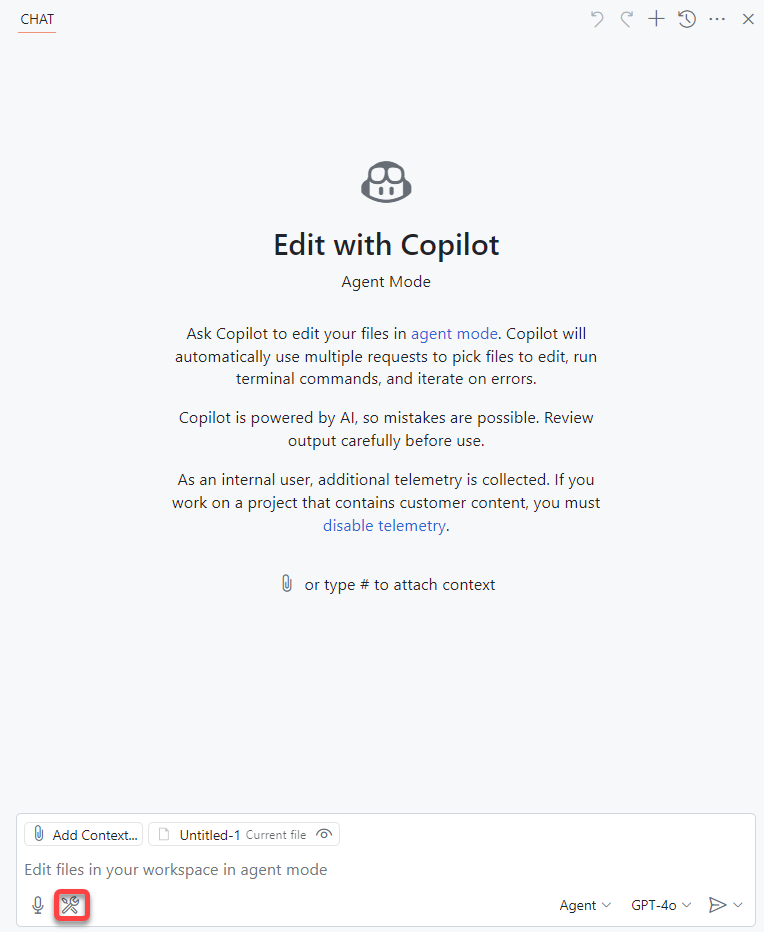 CHAT
Edit with Copilot
Agent Mode
Ask Copilot to edit your files in agent mode. Copilot will
automatically use multiple requests to pick files to edit, run
terminal commands, and iterate on errors.
Copilot is powered by AI, so mistakes are possible. Review
output carefully before use.
As an internal user, additional telemetry is collected. If you
work on a project that contains customer content, you must
disable telemetry.
or type # to attach context
Add Context... Untitled-1 Current file
Edit files in your workspace in agent mode
Agent GPT-4o